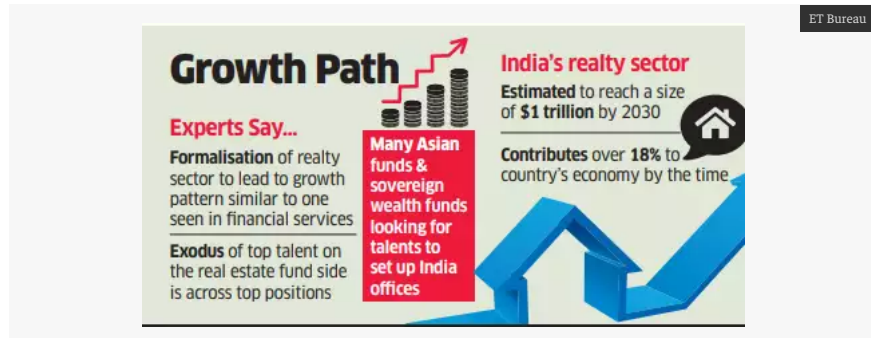 ET Bureau
Growth Path
Experts Say...
Formalisation of realty
sector to lead to growth
pattern similar to one
seen in financial services
Exodus of top talent on
the real estate fund side
is across top positions
Many Asian
funds &
sovereign
wealth funds
looking for
talents to
set up India
offices
India's realty sector
Estimated to reach a size
of $1 trillion by 2030
Contributes over 18% to
country's economy by the time